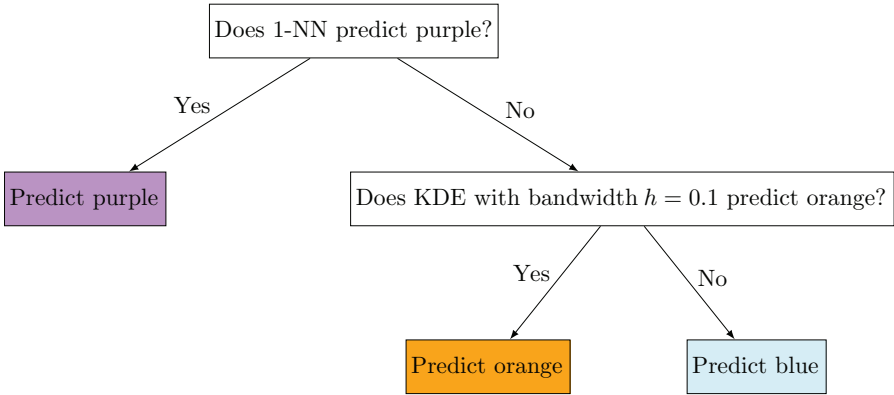 Does 1-NN predict purple?
Yes
No
Predict purple
Does KDE with bandwidth h = 0.1 predict orange?
Yes
No
Predict orange
Predict blue